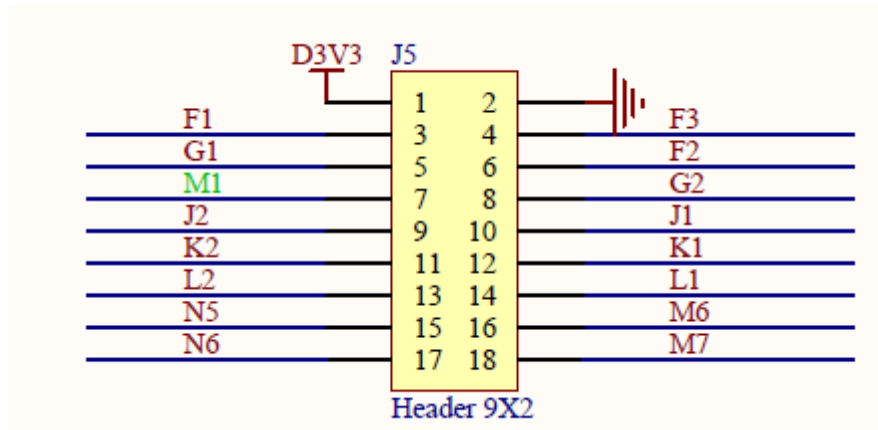 D3V3 J5
1 2
F1 3 4 F3
G1 5 6 F2
M1 7 8 G2
J2 9 10 J1
K2 11 12 K1
L2 13 14 L1
N5 15 16 M6
N6 17 18 M7
Header 9X2